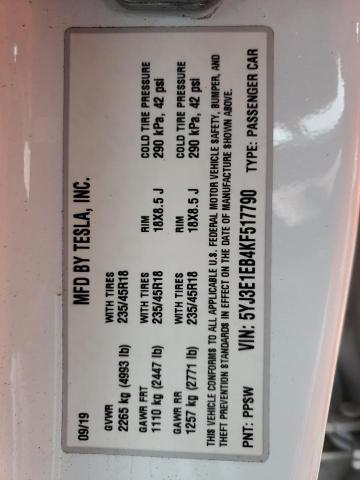 09/19 MFD BY TESLA, INC.
GVWR WITH TIRES RIM COLD TIRE PRESSURE
2265 kg (4993 lb) 235/45R18 18X8.5 J 290 kPa, 42 psi
GAWR FRT WITH TIRES RIM COLD TIRE PRESSURE
1110 kg (2447 lb) 235/45R18 18X8.5 J 290 kPa, 42 psi
GAWR RR WITH TIRES
1257 kg (2771 lb) 235/45R18
THIS VEHICLE CONFORMS TO ALL APPLICABLE U.S. FEDERAL MOTOR VEHICLE SAFETY, BUMPER, AND
THEFT PREVENTION STANDARDS IN EFFECT ON THE DATE OF MANUFACTURE SHOWN ABOVE.
PNT: PPSW VIN: 5YJ3E1EB4KF517790 TYPE: PASSENGER CAR